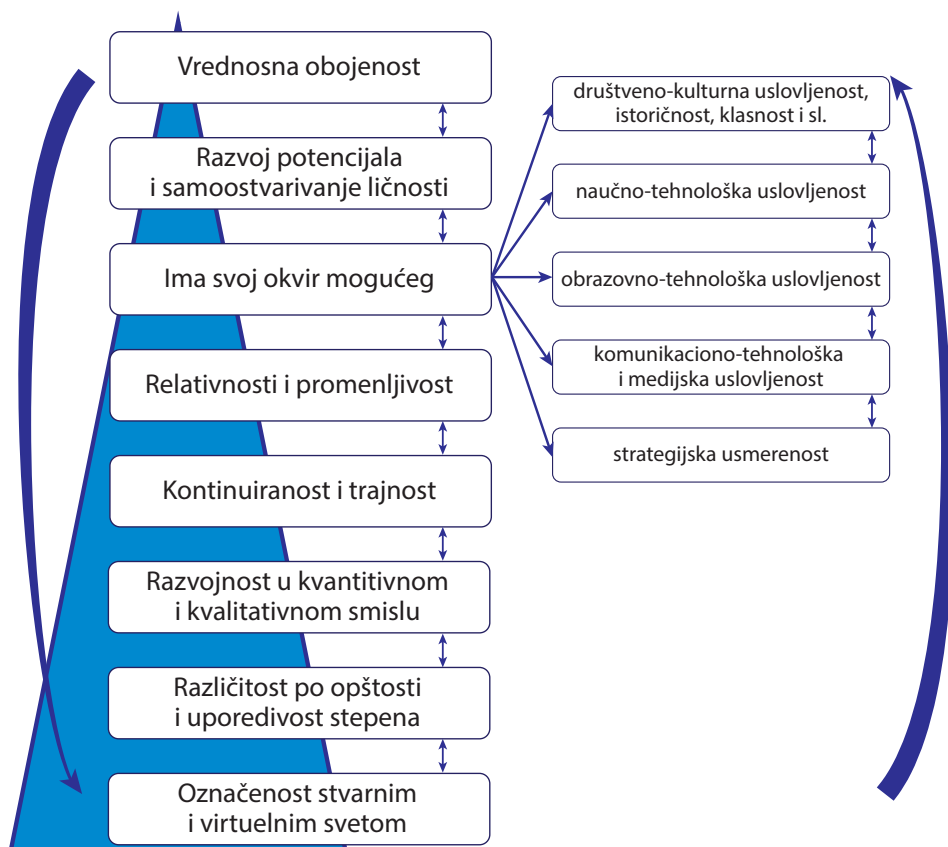 Vrednosna obojenost
Razvoj potencijala
i samoostvarivanje ličnosti
Ima svoj okvir mogućeg
Relativnosti i promenljivost
Kontinuiranost i trajnost
Razvojnost u kvantitivnom
i kvalitativnom smislu
Različitost po opštosti
i uporedivost stepena
Označenost stvarnim
i virtuelnim svetom
društveno-kulturna uslovljenost,
istoričnost, klasnost i sl.
naučno-tehnološka uslovljenost
obrazovno-tehnološka uslovljenost
komunikaciono-tehnološka
i medijska uslovljenost
strategijska usmerenost